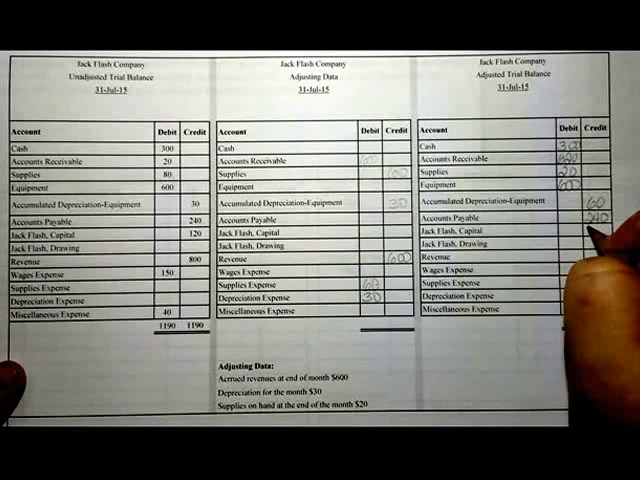 Jack Flash Company
Unadjusted Trial Balance
31-Jul-15
Account Debit Credit
Cash 300
Accounts Receivable 20
Supplies 80
Equipment 600
Accumulated Depreciation-Equipment 30
Accounts Payable 240
Jack Flash, Capital 120
Jack Flash, Drawing
Revenue 800
Wages Expense 150
Supplies Expense
Depreciation Expense
Miscellaneous Expense 40
1190 1190
Jack Flash Company
Adjusting Data
31-Jul-15
Account Debit Credit
Cash
Accounts Receivable 600
Supplies 60
Equipment
Accumulated Depreciation-Equipment 30
Accounts Payable
Jack Flash, Capital
Jack Flash, Drawing
Revenue 600
Wages Expense
Supplies Expense 60
Depreciation Expense 30
Miscellaneous Expense
Adjusting Data:
Accrued revenues at end of month $600
Depreciation for the month $30
Supplies on hand at the end of the month $20
Jack Flash Company
Adjusted Trial Balance
31-Jul-15
Account Debit Credit
Cash 300
Accounts Receivable 620
Supplies 20
Equipment 600
Accumulated Depreciation-Equipment 60
Accounts Payable 240
Jack Flash, Capital
Jack Flash, Drawing
Revenue
Wages Expense
Supplies Expense
Depreciation Expense
Miscellaneous Expense